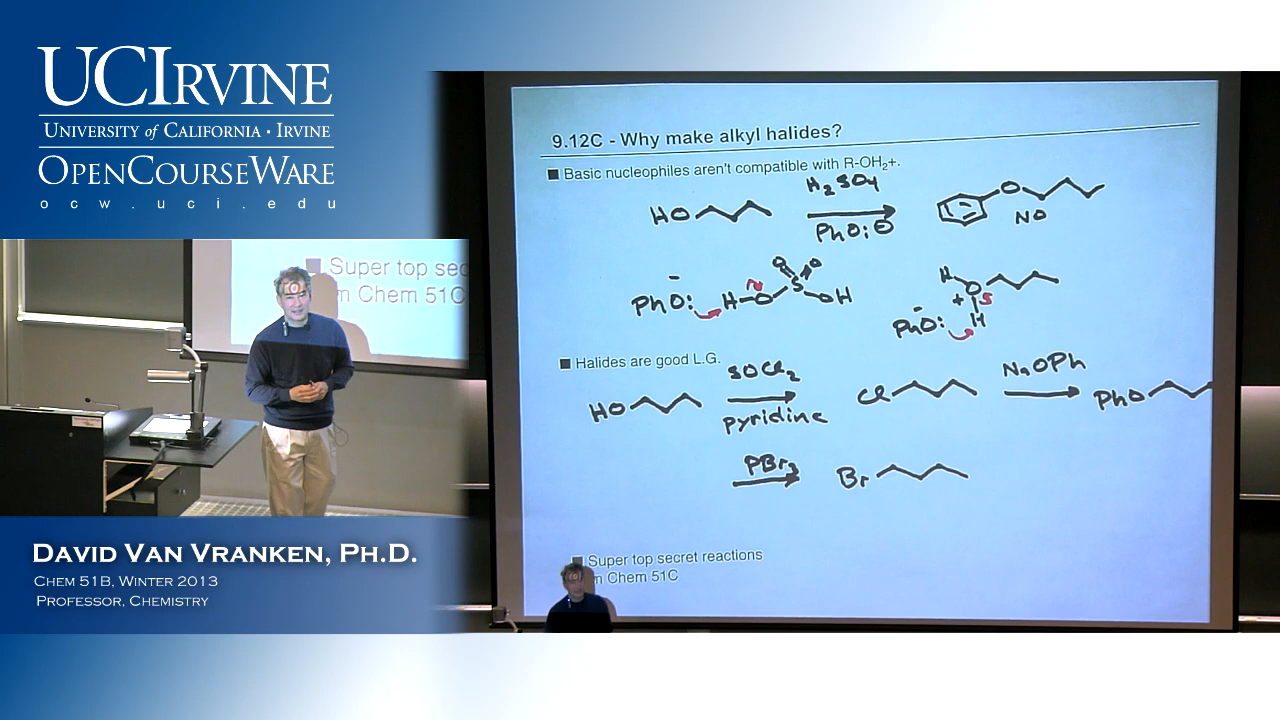 UCIRVINE
UNIVERSITY of CALIFORNIA • IRVINE
OPENCOURSEWARE
ocw.uci.edu
Super top sec
m Chem 51C
DAVID VAN VRANKEN, PH.D.
CHEM 51B, WINTER 2013
PROFESSOR, CHEMISTRY
9.12C - Why make alkyl halides?
■ Basic nucleophiles aren't compatible with R-OH2+.
HO H2SO4 O
PhO:⊖ NO
PhO:⁻ H-O S O O OH
H O + H
PhO:⁻
■ Halides are good L.G.
HO SOCl2 Cl NaOPh PhO
pyridine
PBr3 Br
■ Super top secret reactions
m Chem 51C